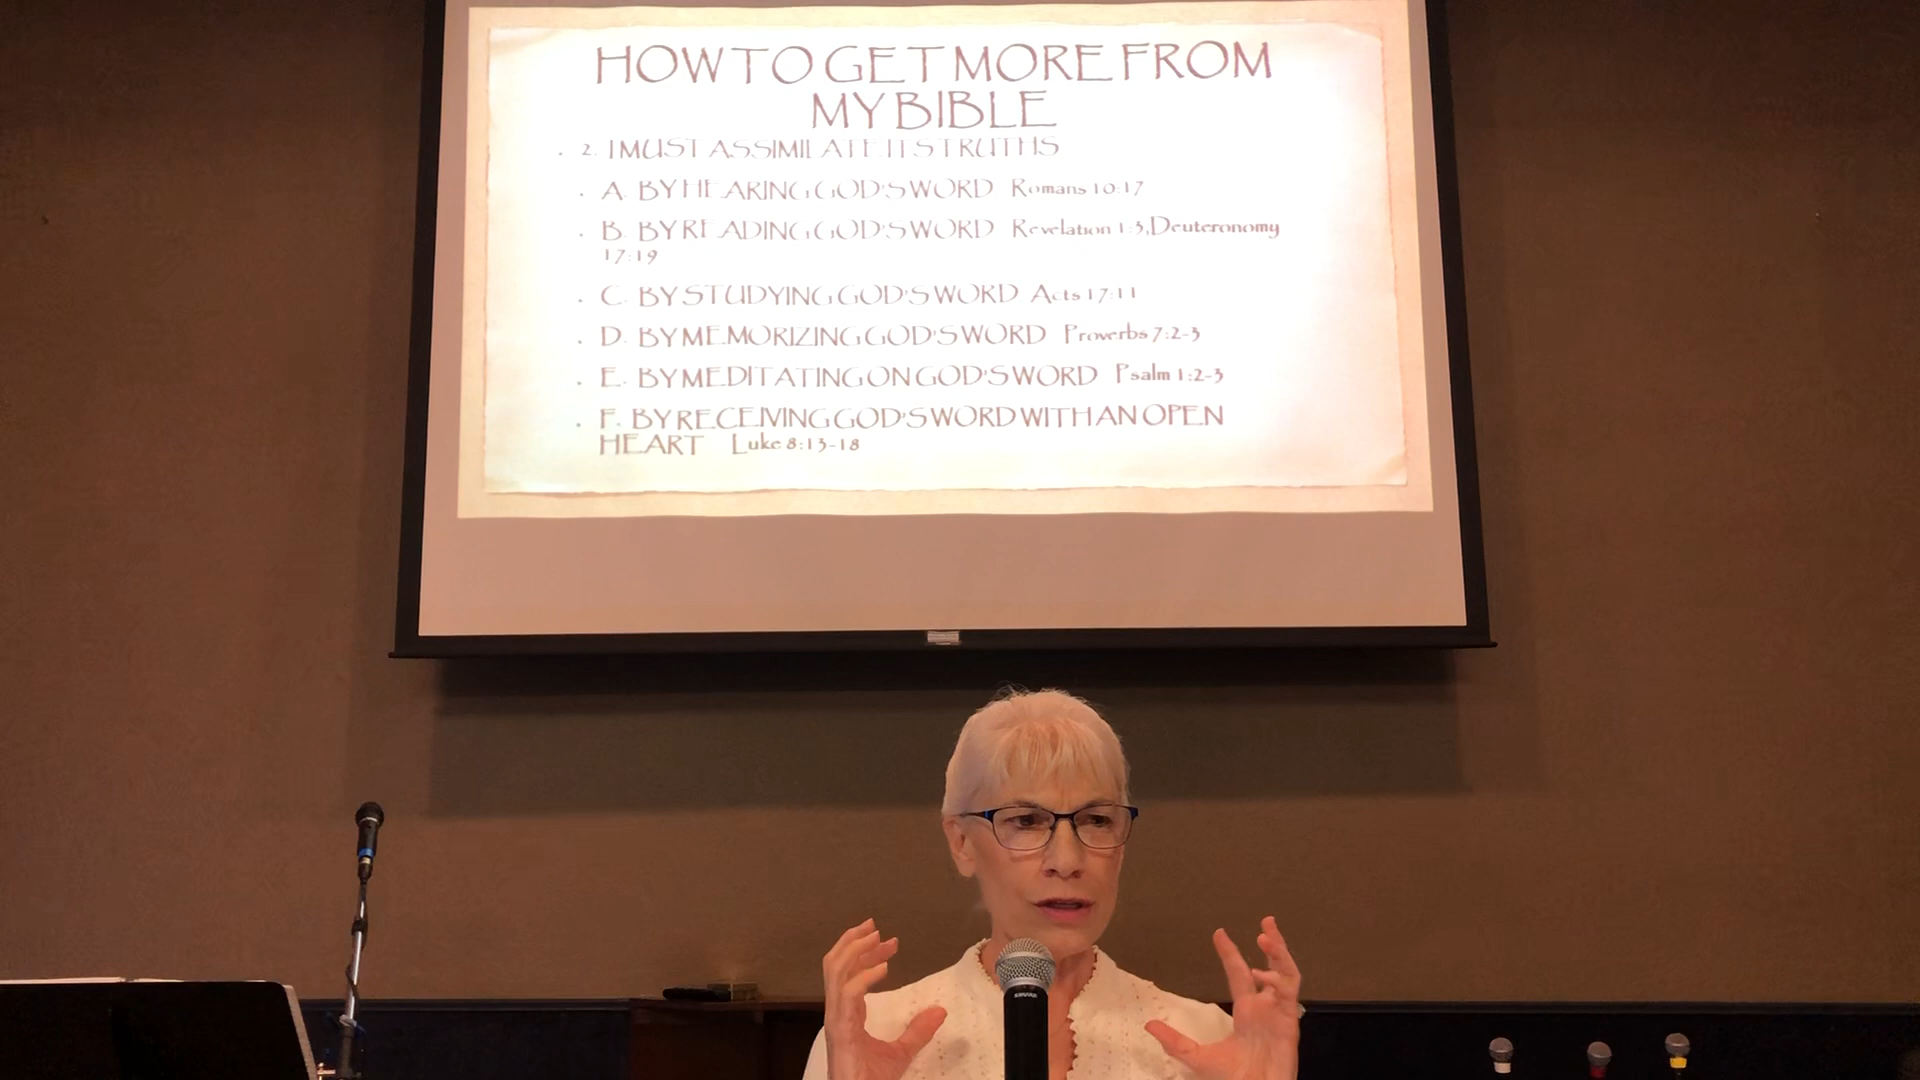 HOW TO GET MORE FROM
MY BIBLE
2. I MUST ASSIMILATE ITS TRUTHS
A. BY HEARING GOD'S WORD Romans 10:17
B. BY READING GOD'S WORD Revelation 1:3,Deuteronomy
17:19
C. BY STUDYING GOD'S WORD Acts 17:11
D. BY MEMORIZING GOD'S WORD Proverbs 7:2-3
E. BY MEDITATING ON GOD'S WORD Psalm 1:2-3
F. BY RECEIVING GOD'S WORD WITH AN OPEN
HEART Luke 8:13-18
SHURE